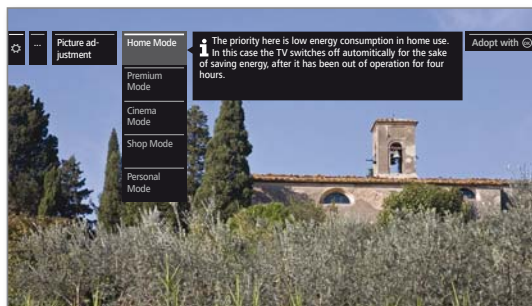 ...
Picture ad-
justment
Home Mode
Premium
Mode
Cinema
Mode
Shop Mode
Personal
Mode
The priority here is low energy consumption in home use.
In this case the TV switches off automitically for the sake
of saving energy, after it has been out of operation for four
hours.
Adopt with OK